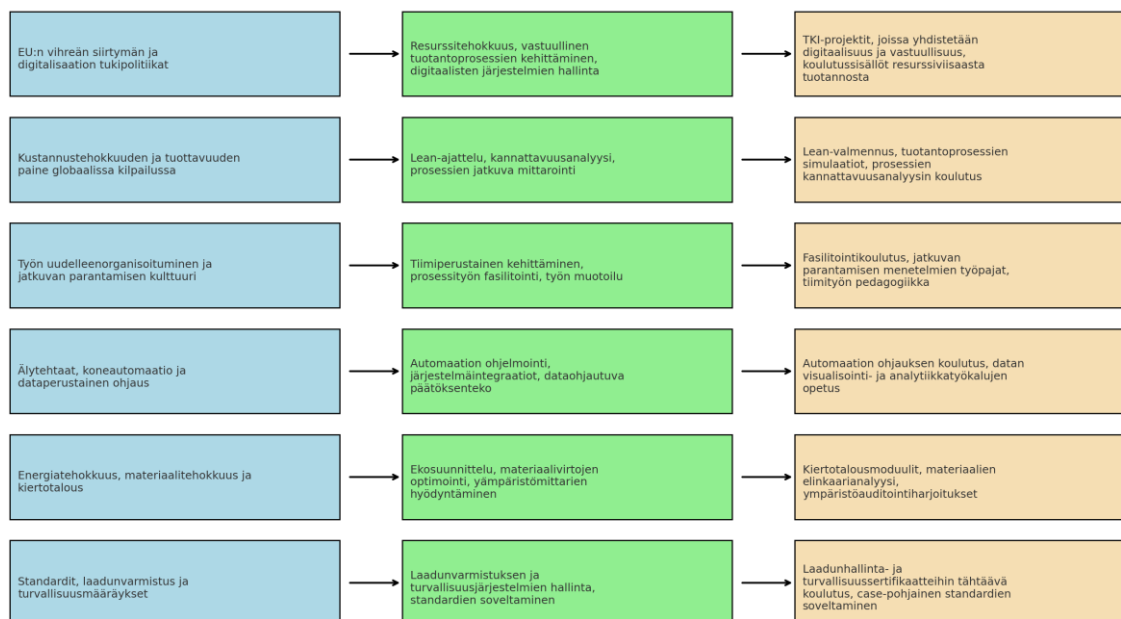 EU:n vihreän siirtymän ja
digitalisaation tukipolitiikat
Resurssitehokkuus, vastuullinen
tuotantoprosessien kehittäminen,
digitaalisten järjestelmien hallinta
TKI-projektit, joissa yhdistetään
digitaalisuus ja vastuullisuus,
koulutussisällöt resurssiviisaasta
tuotannosta
Kustannustehokkuuden ja tuottavuuden
paine globaalissa kilpailussa
Lean-ajattelu, kannattavuusanalyysi,
prosessien jatkuva mittarointi
Lean-valmennus, tuotantoprosessien
simulaatiot, prosessien
kannattavuusanalyysin koulutus
Työn uudelleenorganisoituminen ja
jatkuvan parantamisen kulttuuri
Tiimiperustainen kehittäminen,
prosessityön fasilitointi, työn muotoilu
Fasilitointikoulutus, jatkuvan
parantamisen menetelmien työpajat,
tiimityön pedagogiikka
Älytehtaat, koneautomaatio ja
dataperustainen ohjaus
Automaation ohjelmointi,
järjestelmäintegraatiot, dataohjautuva
päätöksenteko
Automaation ohjauksen koulutus, datan
visualisointi- ja analytiikkatyökalujen
opetus
Energiatehokkuus, materiaalitehokkuus ja
kiertotalous
Ekosuunnittelu, materiaalivirtojen
optimointi, yämpäristömittarien
hyödyntäminen
Kiertotalousmoduulit, materiaalien
elinkaarianalyysi,
ympäristöauditointiharjoitukset
Standardit, laadunvarmistus ja
turvallisuusmääräykset
Laadunvarmistuksen ja
turvallisuusjärjestelmien hallinta,
standardien soveltaminen
Laadunhallinta- ja
turvallisuussertifikaatteihin tähtäävä
koulutus, case-pohjainen standardien
soveltaminen